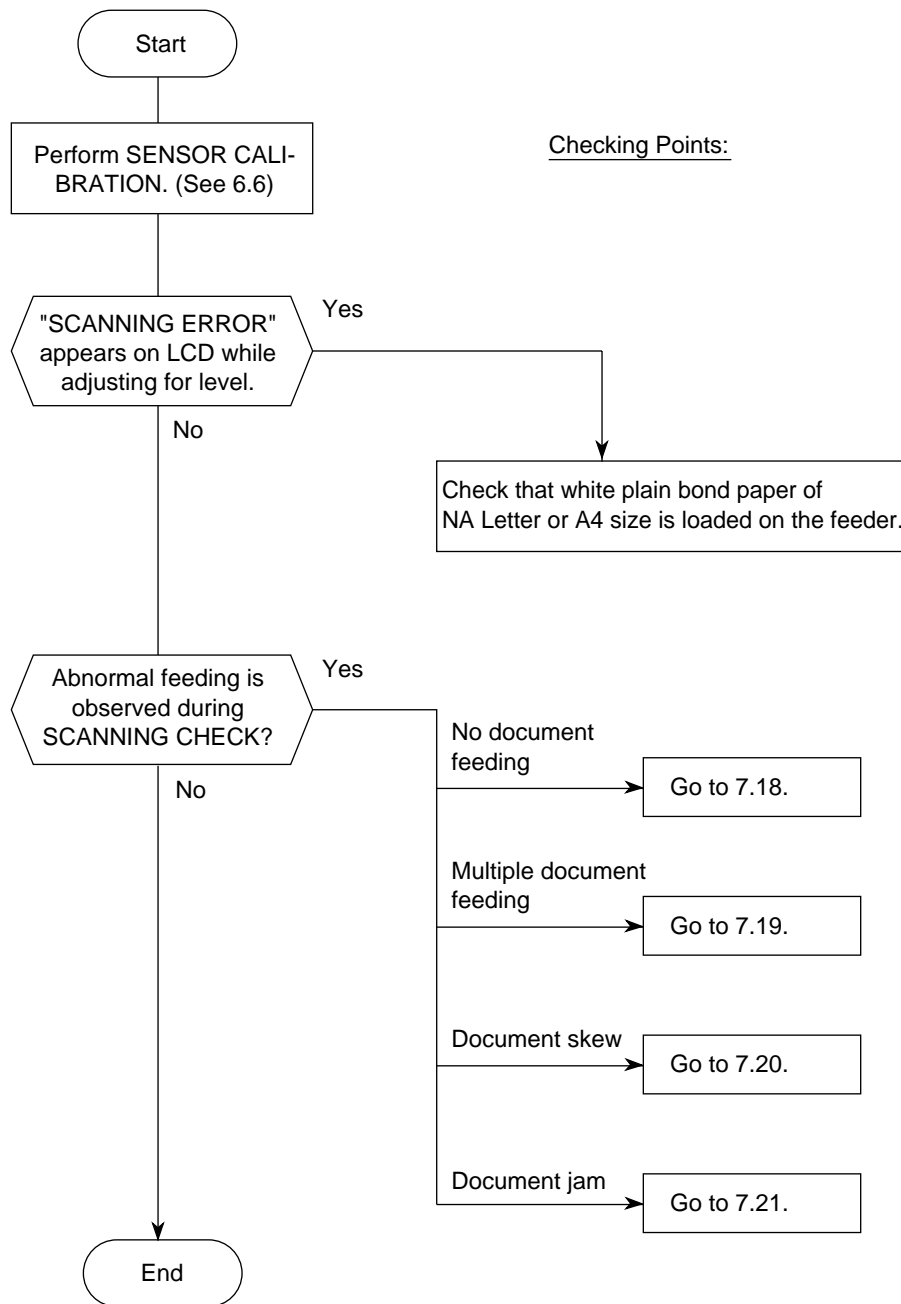 Start
Perform SENSOR CALI-
BRATION. (See 6.6)
Checking Points:
"SCANNING ERROR"
appears on LCD while
adjusting for level.
Yes
No
Check that white plain bond paper of
NA Letter or A4 size is loaded on the feeder.
Abnormal feeding is
observed during
SCANNING CHECK?
Yes
No
No document
feeding
Go to 7.18.
Multiple document
feeding
Go to 7.19.
Document skew
Go to 7.20.
Document jam
Go to 7.21.
End